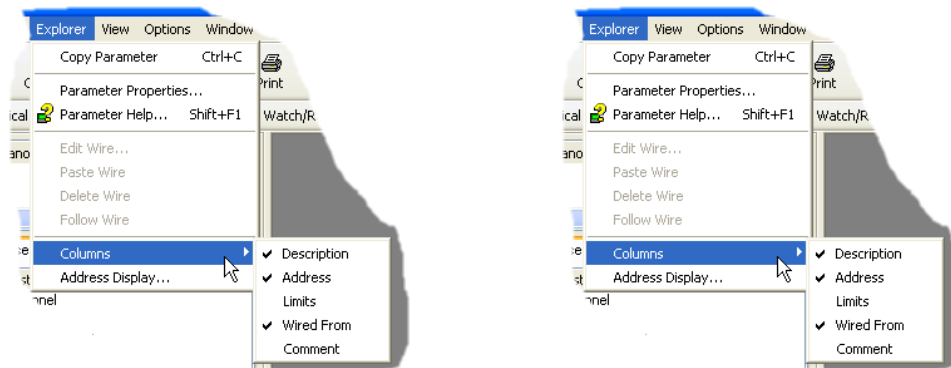 Explorer View Options Window
Copy Parameter Ctrl+C
Print
Parameter Properties...
Parameter Help... Shift+F1
Watch/R
Edit Wire...
Paste Wire
Delete Wire
Follow Wire
Columns
Address Display...
Description
Address
Limits
Wired From
Comment
Explorer View Options Window
Copy Parameter Ctrl+C
Print
Parameter Properties...
Parameter Help... Shift+F1
Watch/R
Edit Wire...
Paste Wire
Delete Wire
Follow Wire
Columns
Address Display...
Description
Address
Limits
Wired From
Comment